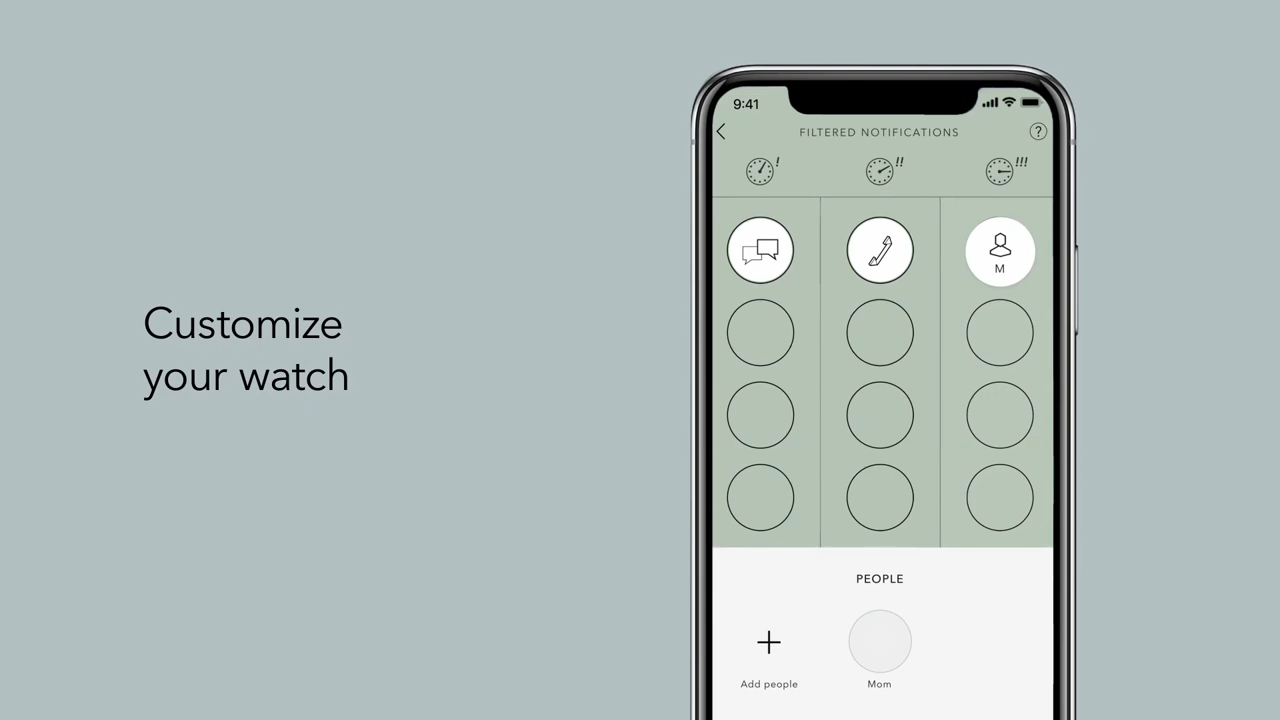 Customize
your watch
9:41
FILTERED NOTIFICATIONS
?
! !! !!!
M
PEOPLE
Add people Mom